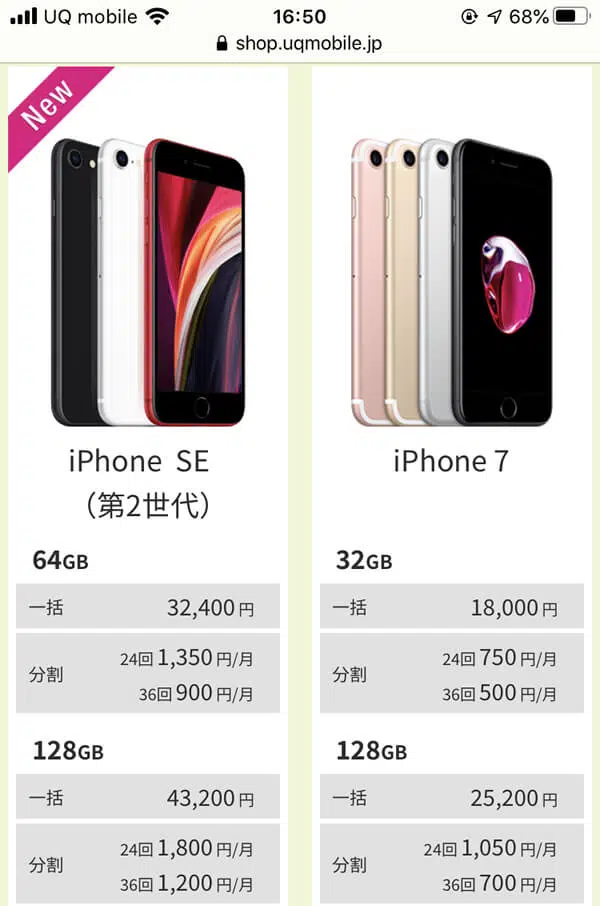 UQ mobile 16:50 68%
shop.uqmobile.jp
New
iPhone SE
（第2世代）
64GB
一括 32,400円
分割 24回1,350円/月
36回900円/月
128GB
一括 43,200円
分割 24回1,800円/月
36回1,200円/月
iPhone 7
32GB
一括 18,000円
分割 24回750円/月
36回500円/月
128GB
一括 25,200円
分割 24回1,050円/月
36回700円/月